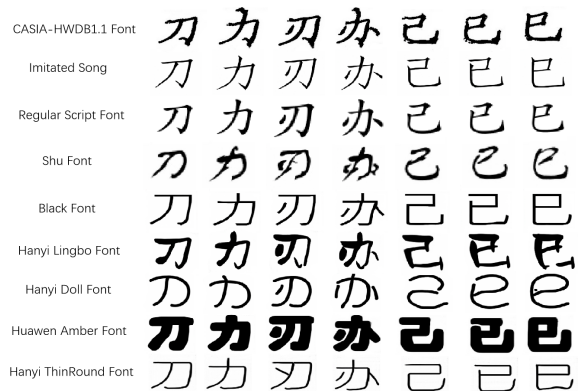 CASIA-HWDB1.1 Font 刀 力 刃 办 己 已 巳
Imitated Song 刀 力 刃 办 己 已 巳
Regular Script Font 刀 力 刃 办 己 已 巳
Shu Font 刀 力 刃 办 己 已 巳
Black Font 刀 力 刃 办 己 已 巳
Hanyi Lingbo Font 刀 力 刃 办 己 已 巳
Hanyi Doll Font 刀 力 刃 办 己 已 巳
Huawen Amber Font 刀 力 刃 办 己 已 巳
Hanyi ThinRound Font 刀 力 刃 办 己 已 巳